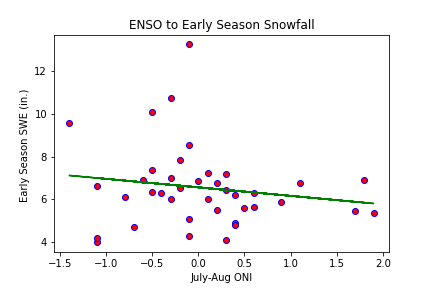 ENSO to Early Season Snowfall
Early Season SWE (in.)
12
10
8
6
4
−1.5 −1.0 −0.5 0.0 0.5 1.0 1.5 2.0
July-Aug ONI